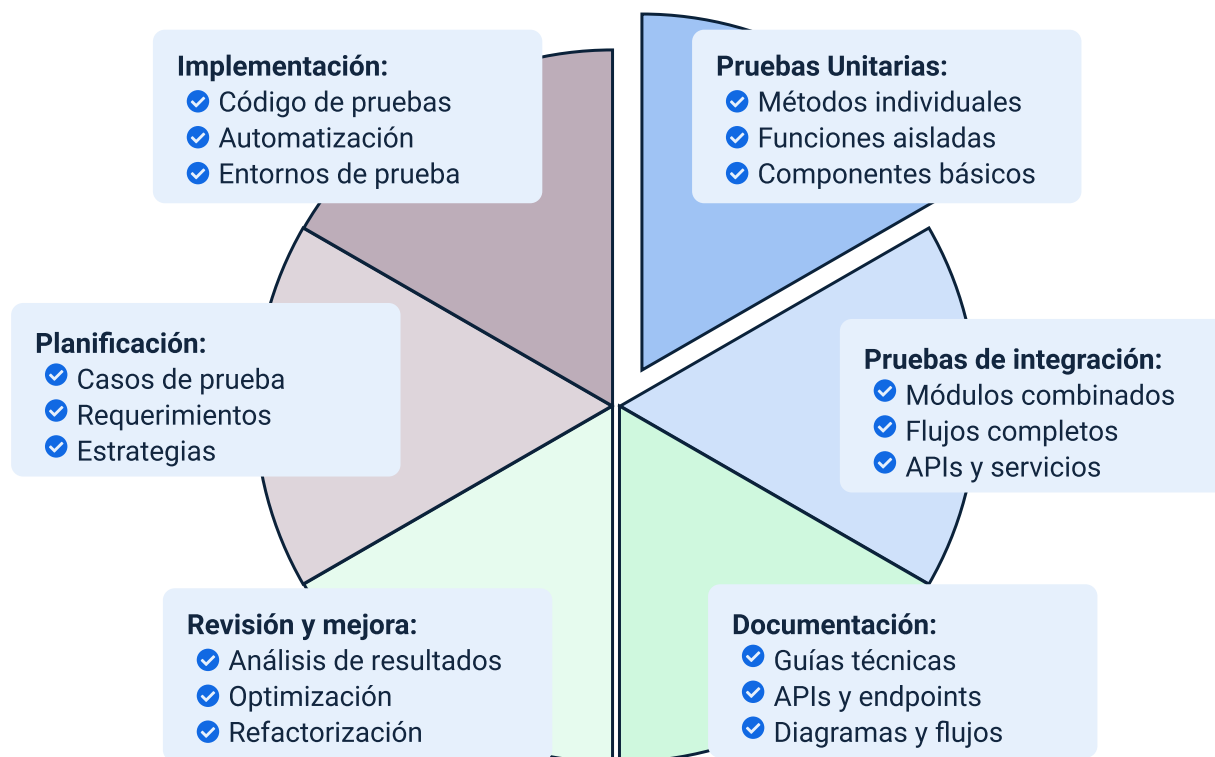 Implementación:
Código de pruebas
Automatización
Entornos de prueba
Pruebas Unitarias:
Métodos individuales
Funciones aisladas
Componentes básicos
Planificación:
Casos de prueba
Requerimientos
Estrategias
Pruebas de integración:
Módulos combinados
Flujos completos
APIs y servicios
Revisión y mejora:
Análisis de resultados
Optimización
Refactorización
Documentación:
Guías técnicas
APIs y endpoints
Diagramas y flujos